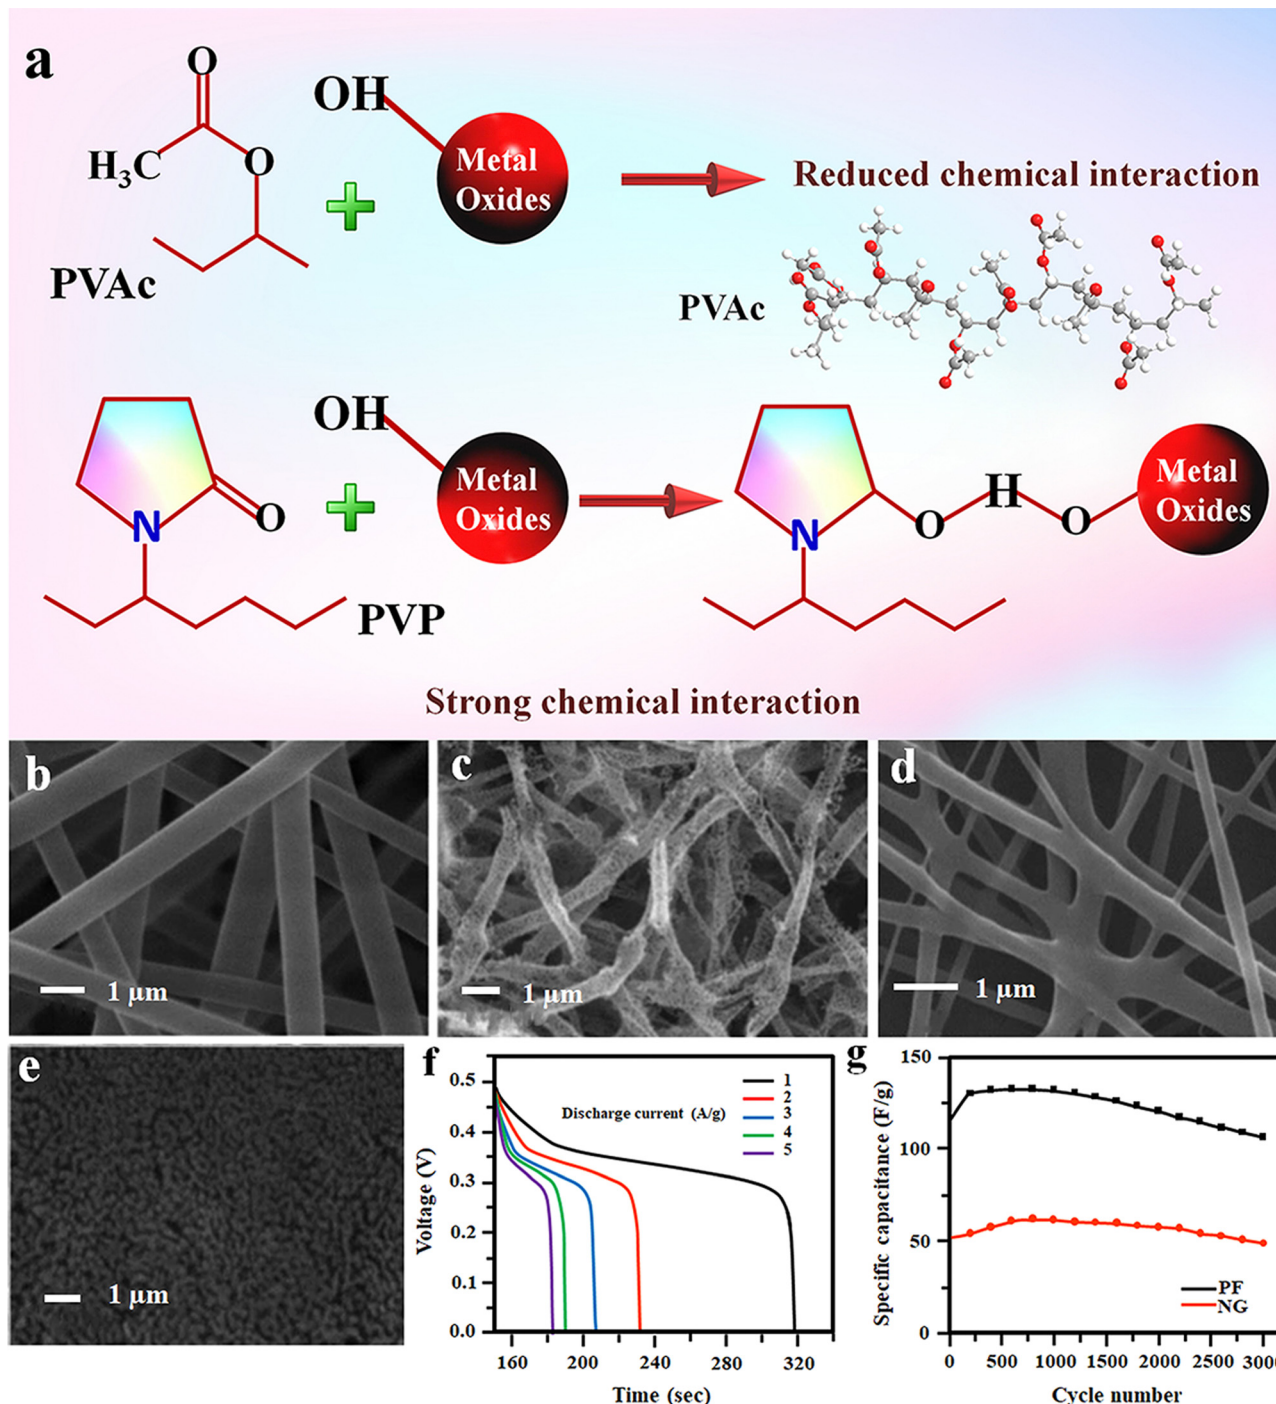 a
O
OH
H₃C
O
Metal
Oxides
Reduced chemical interaction
PVAc
PVAc
OH
N
O
Metal
Oxides
PVP
N
O
H
O
Metal
Oxides
Strong chemical interaction
b
1 µm
c
1 µm
d
1 µm
e
1 µm
f
0.5
0.4
0.3
0.2
0.1
0.0
Voltage (V)
Discharge current (A/g)
1
2
3
4
5
160
200
240
280
320
Time (sec)
g
150
100
50
0
Specific capacitance (F/g)
PF
NG
0
500
1000
1500
2000
2500
3000
Cycle number